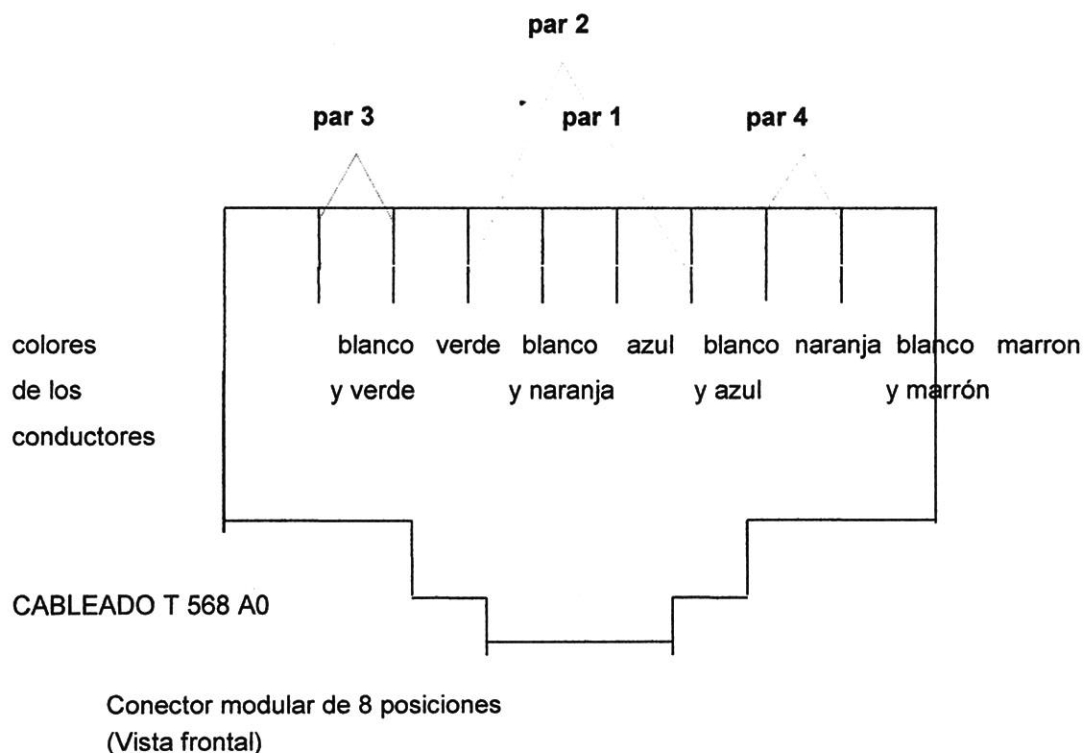 par 2
par 3 par 1 par 4
colores blanco verde blanco azul blanco naranja blanco marron
de los y verde y naranja y azul y marrón
conductores
CABLEADO T 568 A0
Conector modular de 8 posiciones
(Vista frontal)